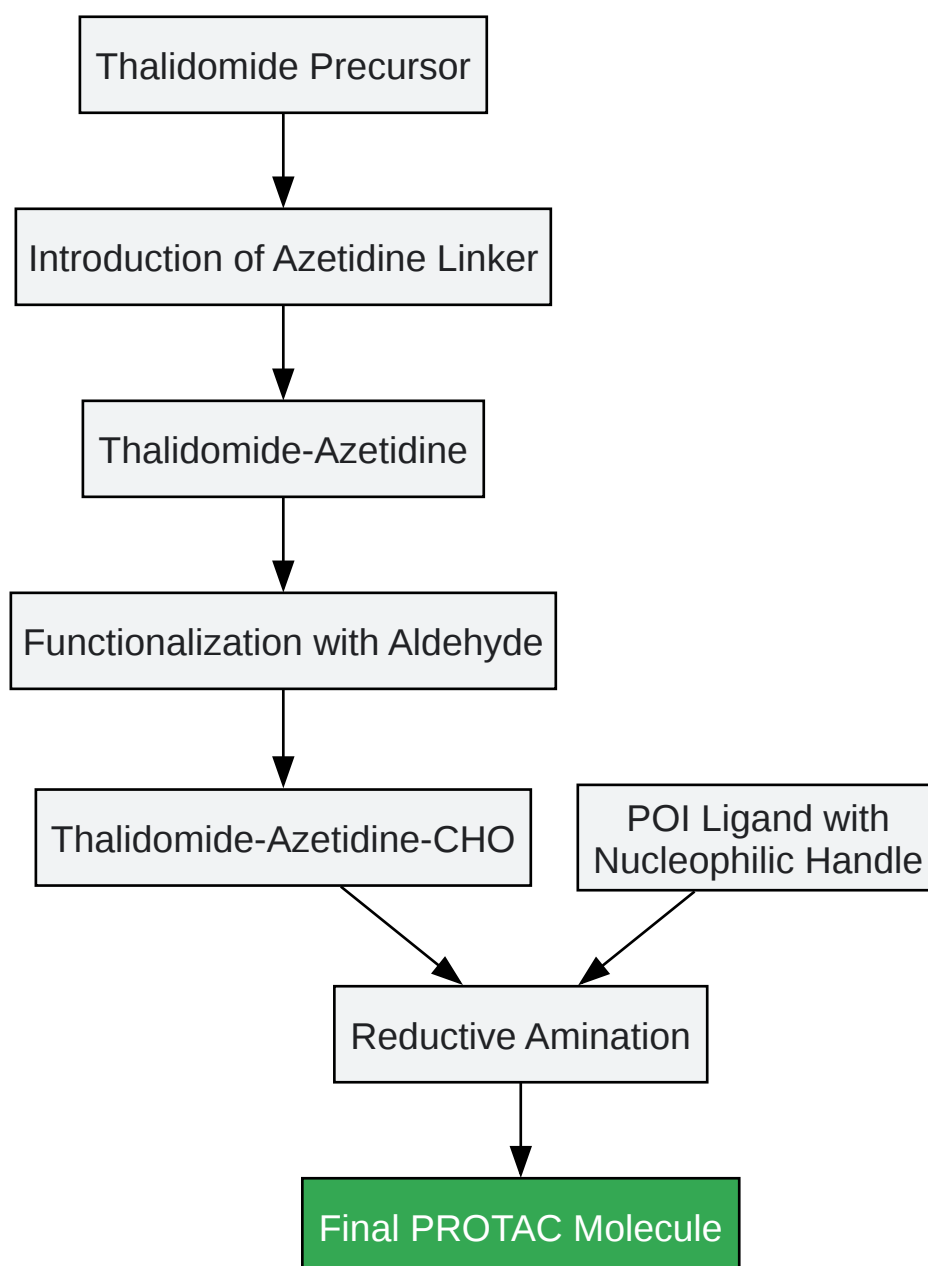 Thalidomide Precursor
Introduction of Azetidine Linker
Thalidomide-Azetidine
Functionalization with Aldehyde
Thalidomide-Azetidine-CHO
POI Ligand with
Nucleophilic Handle
Reductive Amination
Final PROTAC Molecule